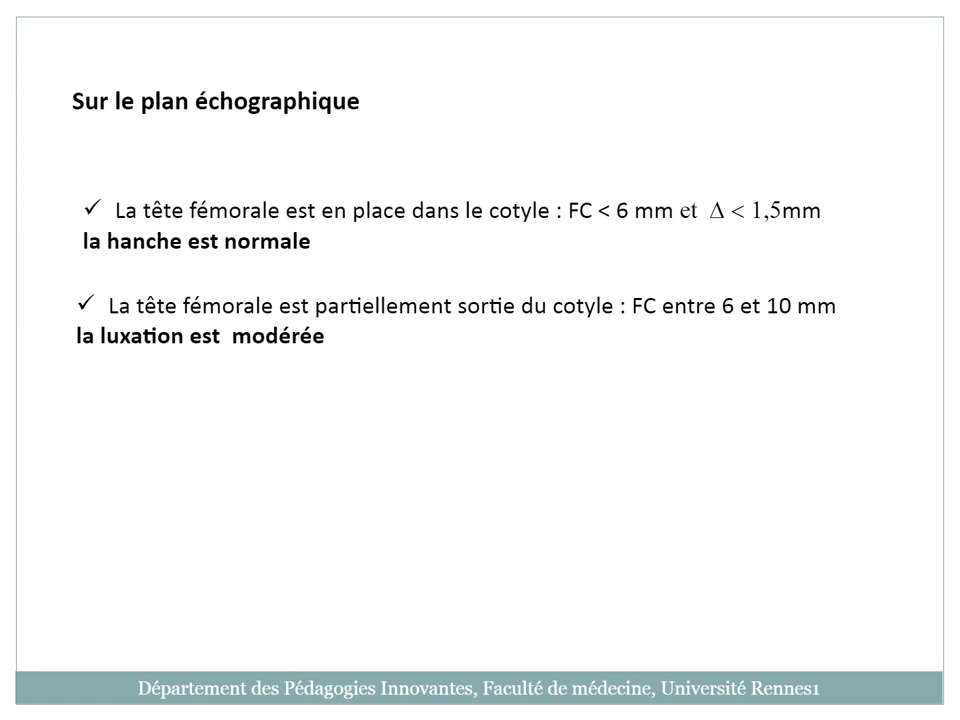 Sur le plan échographique
✓ La tête fémorale est en place dans le cotyle : FC < 6 mm et Δ < 1,5mm
la hanche est normale
✓ La tête fémorale est partiellement sortie du cotyle : FC entre 6 et 10 mm
la luxation est modérée
Département des Pédagogies Innovantes, Faculté de médecine, Université Rennes1